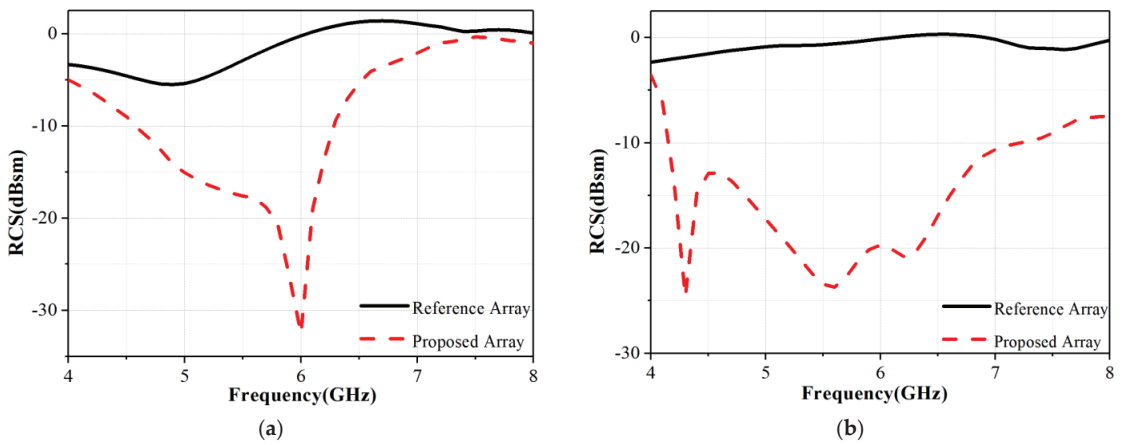 0
-10
-20
-30
RCS(dBsm)
4
5
6
7
8
Frequency(GHz)
Reference Array
Proposed Array
(a)
0
-10
-20
-30
RCS(dBsm)
4
5
6
7
8
Frequency(GHz)
Reference Array
Proposed Array
(b)